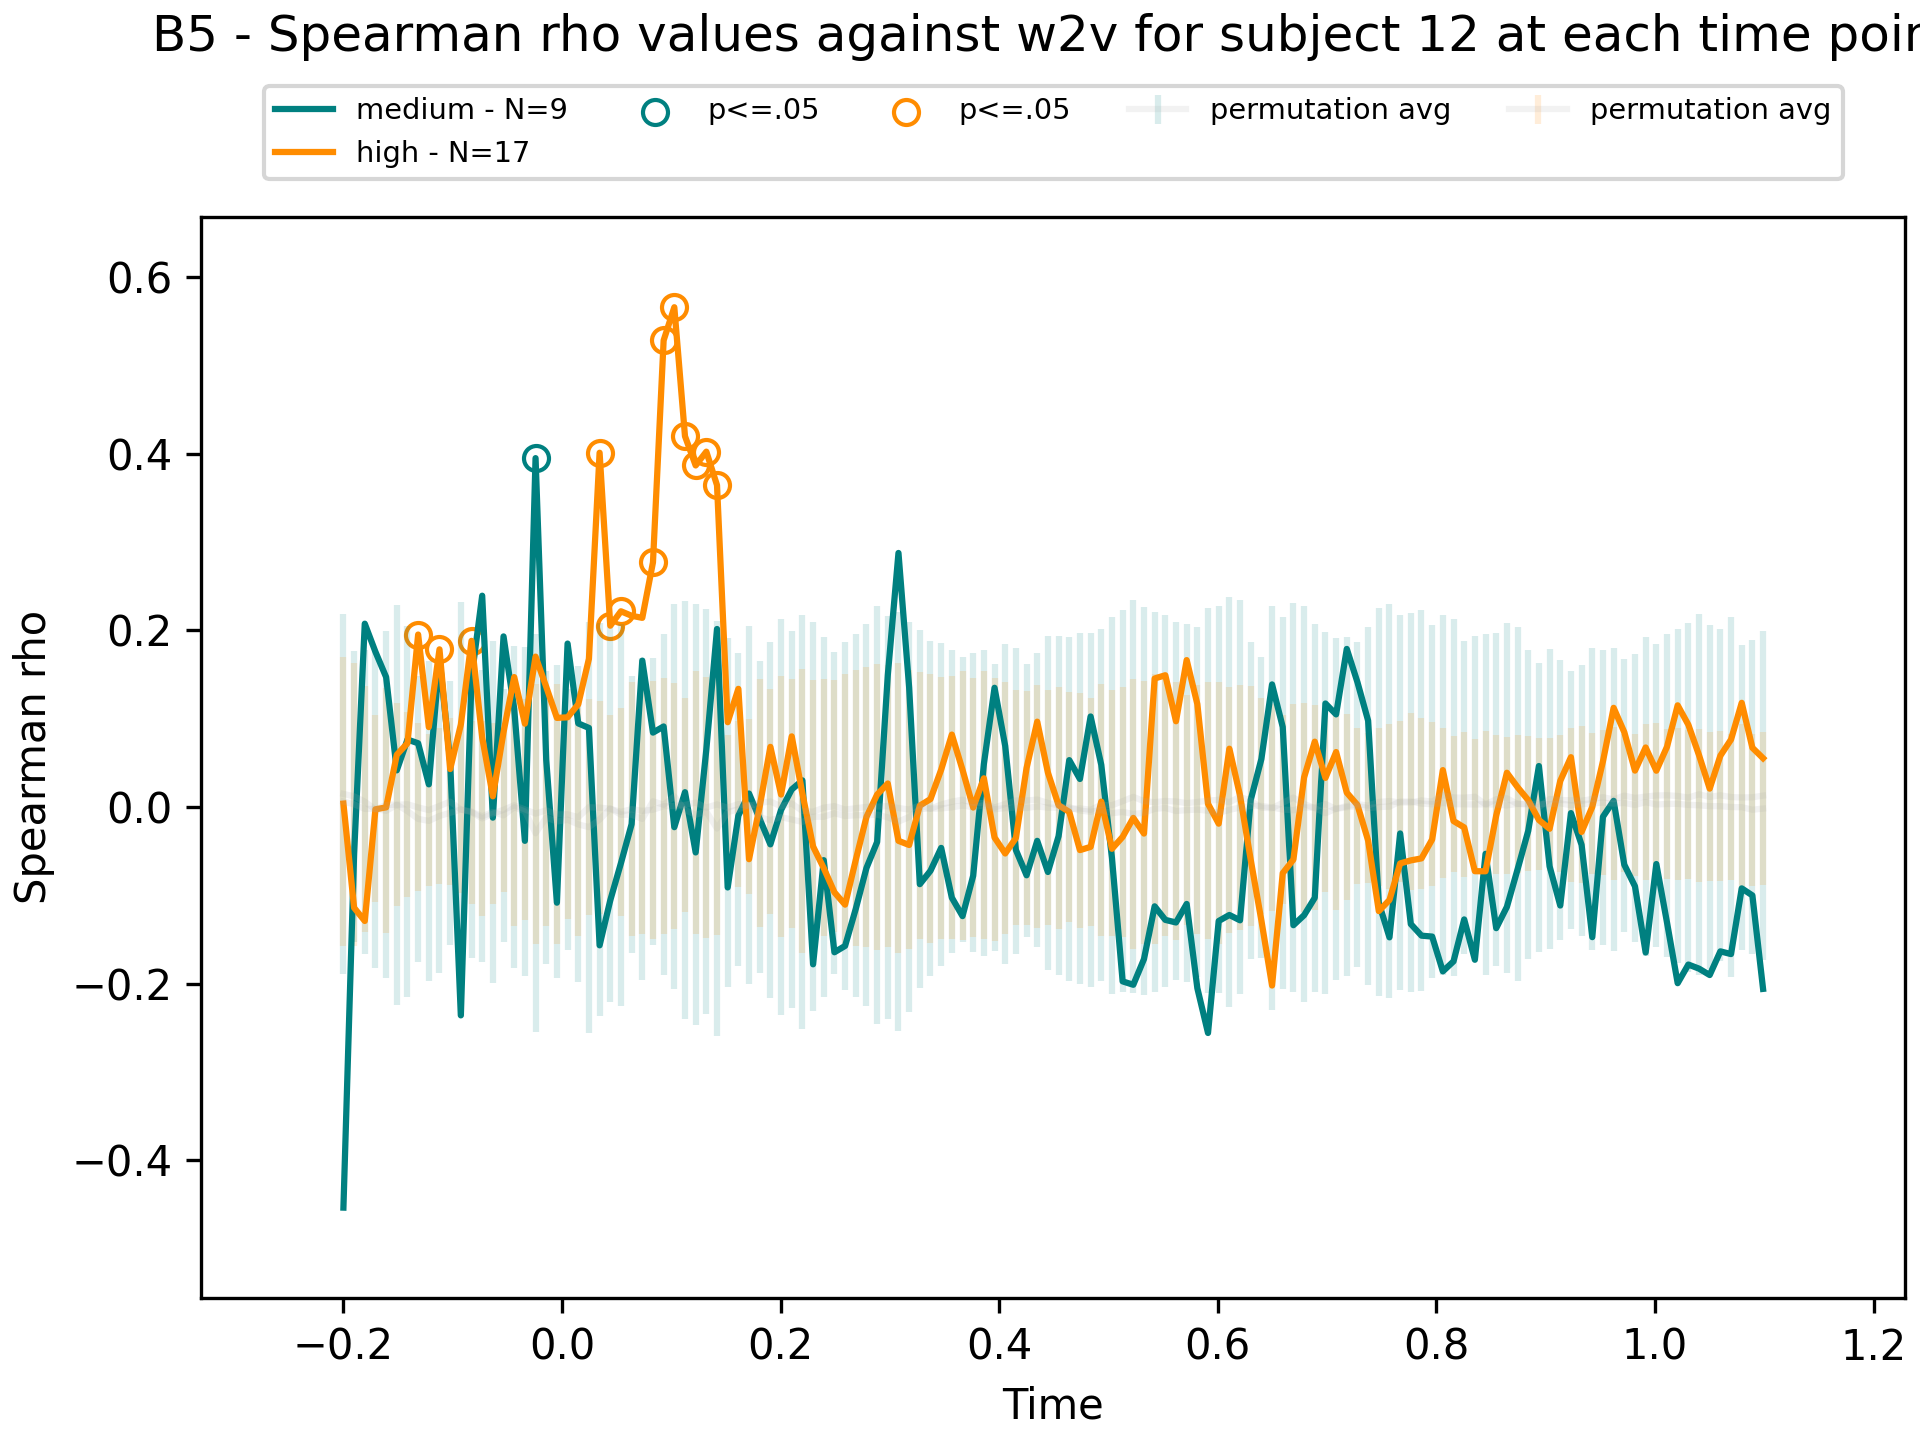 B5 - Spearman rho values against w2v for subject 12 at each time poin
medium - N=9
high - N=17
p<=.05
p<=.05
permutation avg
permutation avg
Spearman rho
0.6
0.4
0.2
0.0
−0.2
−0.4
−0.2 0.0 0.2 0.4 0.6 0.8 1.0 1.2
Time